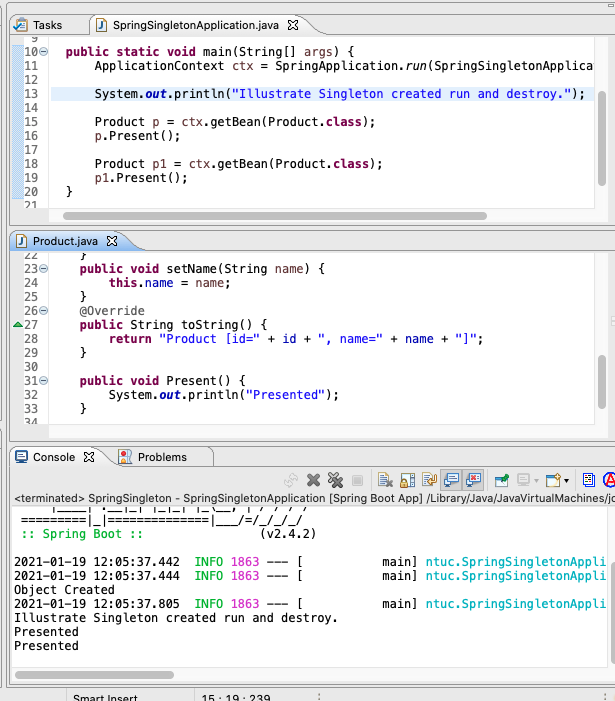 Tasks
SpringSingletonApplication.java
9
10 public static void main(String[] args) {
11 ApplicationContext ctx = SpringApplication.run(SpringSingletonApplica
12
13 System.out.println("Illustrate Singleton created run and destroy.");
14
15 Product p = ctx.getBean(Product.class);
16 p.Present();
17
18 Product p1 = ctx.getBean(Product.class);
19 p1.Present();
20 }
21
Product.java
22 }
23 public void setName(String name) {
24 this.name = name;
25 }
26 @Override
27 public String toString() {
28 return "Product [id=" + id + ", name=" + name + "]";
29 }
30
31 public void Present() {
32 System.out.println("Presented");
33 }
34
Console Problems
<terminated> SpringSingleton - SpringSingletonApplication [Spring Boot App] /Library/Java/JavaVirtualMachines/jd
=========|_|==============|___/=/_/_/_/
:: Spring Boot :: (v2.4.2)
2021-01-19 12:05:37.442 INFO 1863 --- [ main] ntuc.SpringSingletonAppli
2021-01-19 12:05:37.444 INFO 1863 --- [ main] ntuc.SpringSingletonAppli
Object Created
2021-01-19 12:05:37.805 INFO 1863 --- [ main] ntuc.SpringSingletonAppli
Illustrate Singleton created run and destroy.
Presented
Presented
Smart Insert 15 : 19 : 239